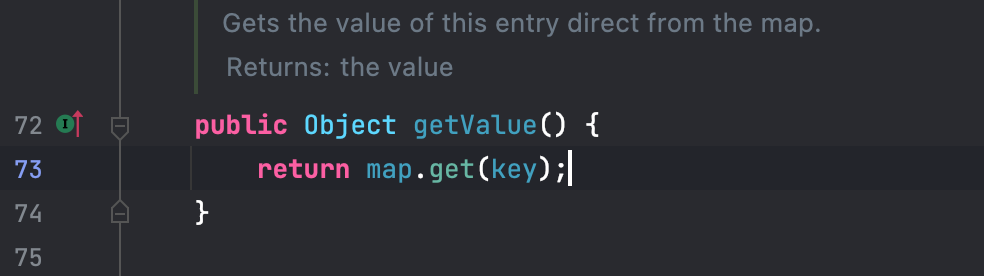 Gets the value of this entry direct from the map.
Returns: the value
72 I public Object getValue() {
73 return map.get(key);
74 }
75